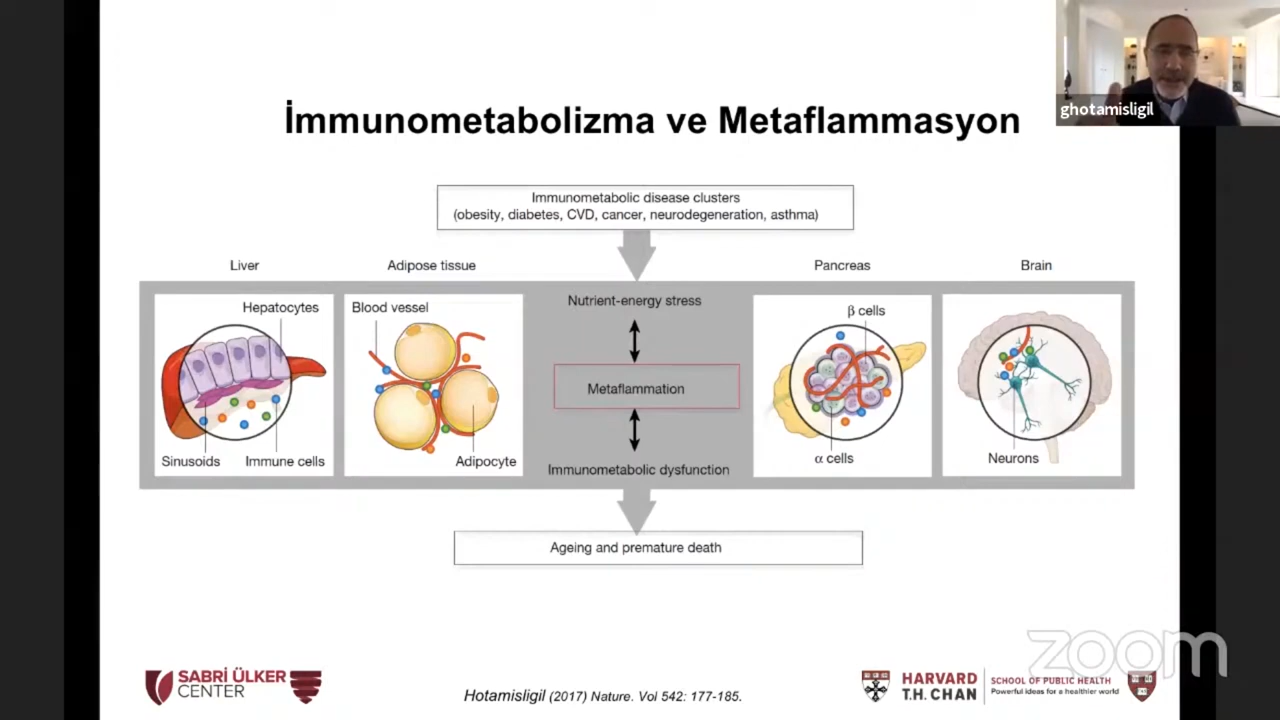 ghotamisligil
İmmunometabolizma ve Metaflammasyon
Immunometabolic disease clusters
(obesity, diabetes, CVD, cancer, neurodegeneration, asthma)
Liver
Adipose tissue
Pancreas
Brain
Hepatocytes
Sinusoids
Immune cells
Blood vessel
Adipocyte
Nutrient-energy stress
Metaflammation
Immunometabolic dysfunction
β cells
α cells
Neurons
Ageing and premature death
zoom
SABRİ ÜLKER
CENTER
Hotamisligil (2017) Nature. Vol 542: 177-185.
HARVARD
T.H. CHAN
SCHOOL OF PUBLIC HEALTH
Powerful ideas for a healthier world